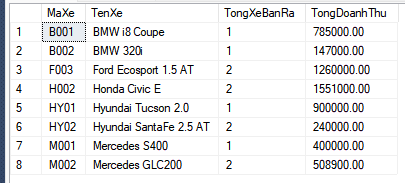 MaXe TenXe TongXeBanRa TongDoanhThu
1 B001 BMW i8 Coupe 1 785000.00
2 B002 BMW 320i 1 147000.00
3 F003 Ford Ecosport 1.5 AT 2 1260000.00
4 H002 Honda Civic E 2 1551000.00
5 HY01 Hyundai Tucson 2.0 1 900000.00
6 HY02 Hyundai SantaFe 2.5 AT 2 240000.00
7 M001 Mercedes S400 1 400000.00
8 M002 Mercedes GLC200 2 508900.00